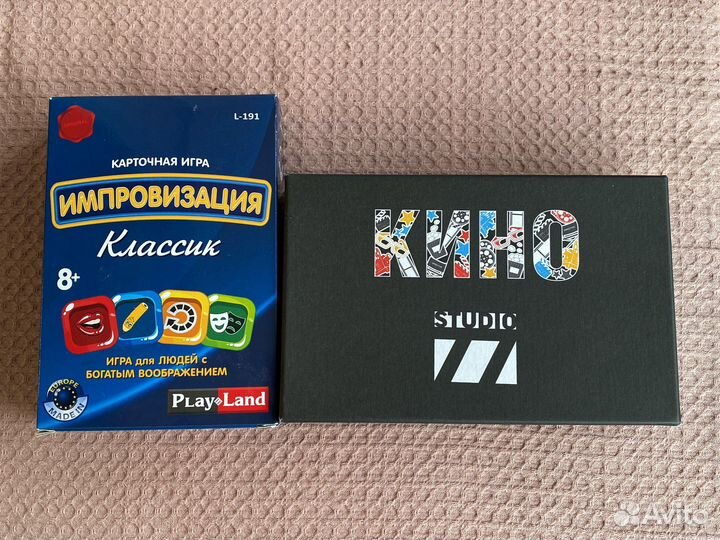 L-191
КАРТОЧНАЯ ИГРА
ИМПРОВИЗАЦИЯ
Классик
8+
ИГРА для ЛЮДЕЙ с
БОГАТЫМ ВООБРАЖЕНИЕМ
EUROPE
MADE IN
PLAY LAND
КИНО
STUDIO
Avito